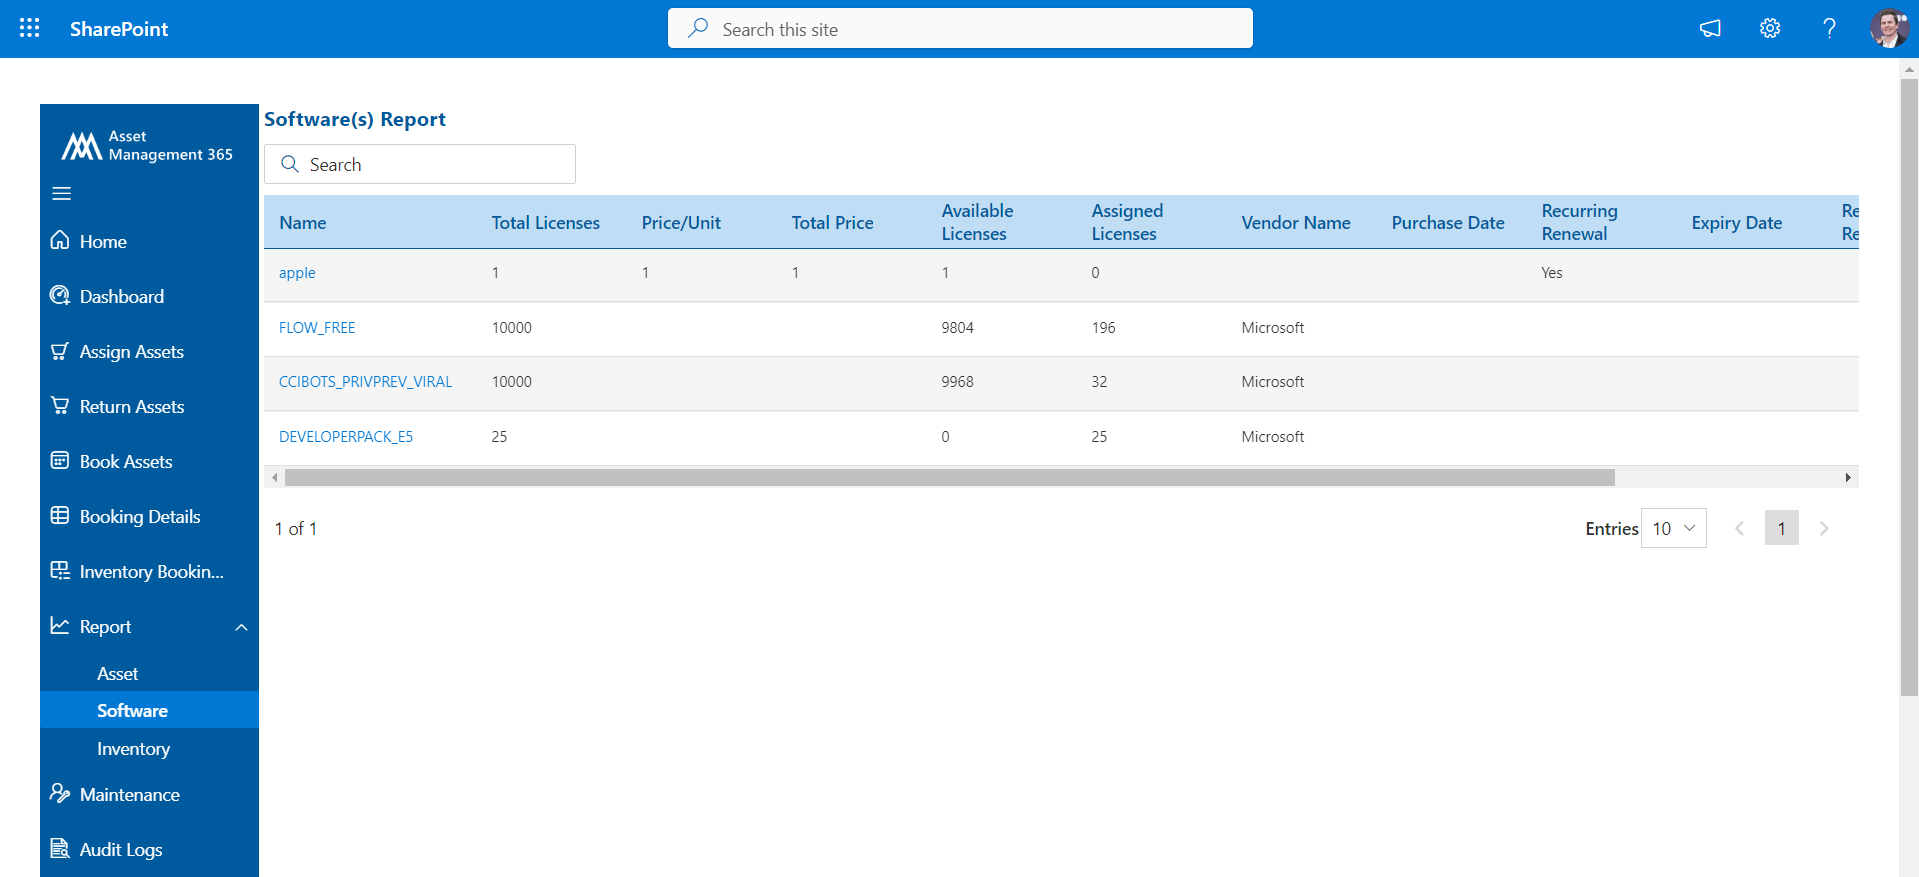 SharePoint
Search this site
?
Asset
Management 365
Home
Dashboard
Assign Assets
Return Assets
Book Assets
Booking Details
Inventory Bookin...
Report
Asset
Software
Inventory
Maintenance
Audit Logs
Software(s) Report
Search
Name Total Licenses Price/Unit Total Price Available Licenses Assigned Licenses Vendor Name Purchase Date Recurring Renewal Expiry Date Re Re
apple 1 1 1 1 0 Yes
FLOW_FREE 10000 9804 196 Microsoft
CCIBOTS_PRIVPREV_VIRAL 10000 9968 32 Microsoft
DEVELOPERPACK_E5 25 0 25 Microsoft
1 of 1
Entries 10 1